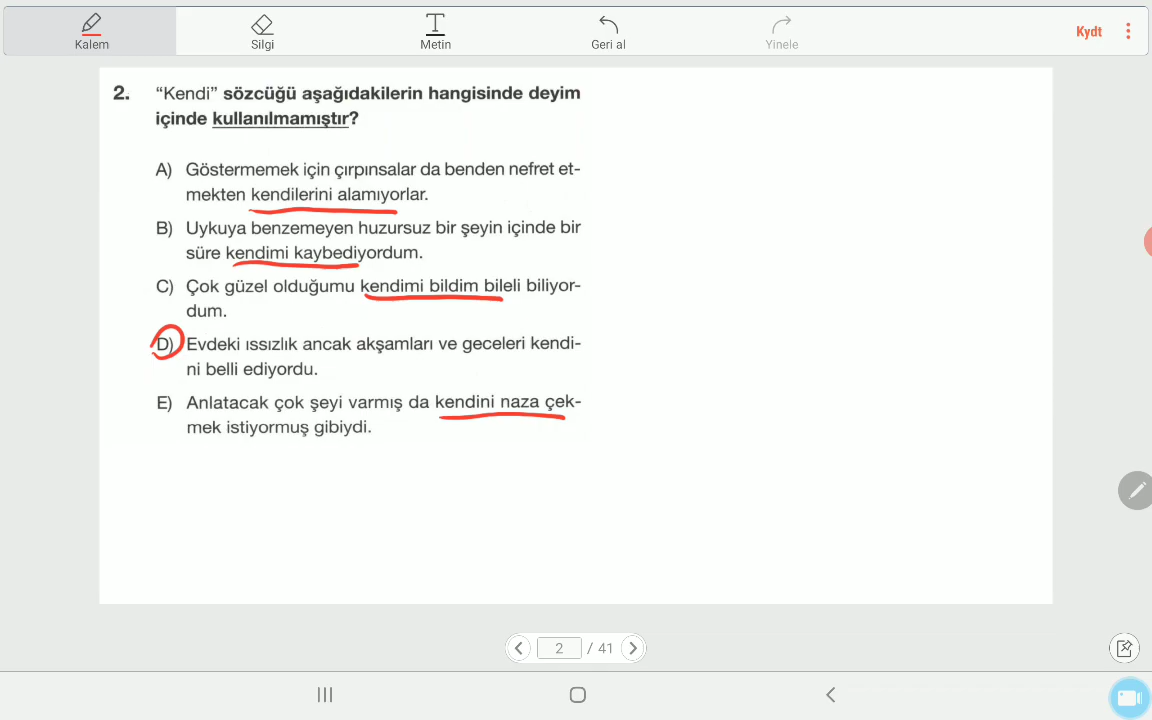 Kalem
Silgi
Metin
Geri al
Yinele
Kydt
2. “Kendi” sözcüğü aşağıdakilerin hangisinde deyim
içinde kullanılmamıştır?
A) Göstermemek için çırpınsalar da benden nefret et-
mekten kendilerini alamıyorlar.
B) Uykuya benzemeyen huzursuz bir şeyin içinde bir
süre kendimi kaybediyordum.
C) Çok güzel olduğumu kendimi bildim bileli biliyor-
dum.
D) Evdeki ıssızlık ancak akşamları ve geceleri kendi-
ni belli ediyordu.
E) Anlatacak çok şeyi varmış da kendini naza çek-
mek istiyormuş gibiydi.
2 / 41